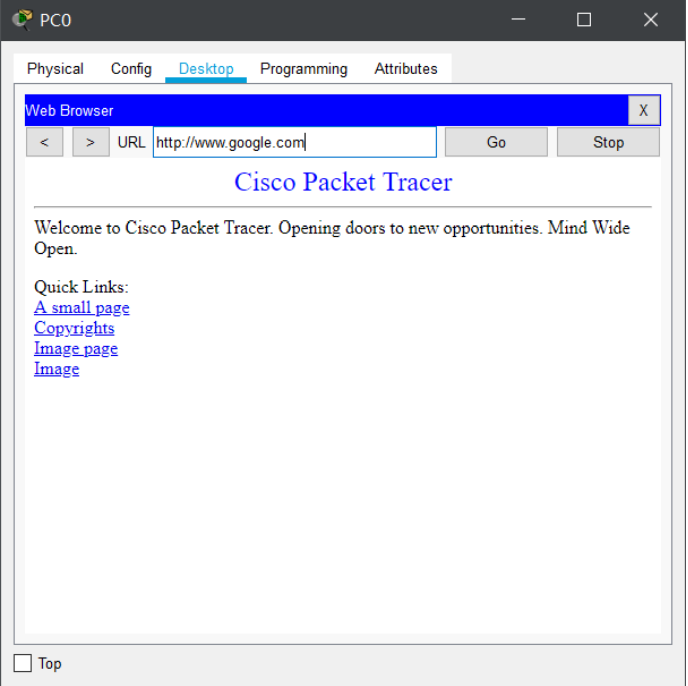 PC0
Physical Config Desktop Programming Attributes
Web Browser X
< > URL http://www.google.com Go Stop
Cisco Packet Tracer
Welcome to Cisco Packet Tracer. Opening doors to new opportunities. Mind Wide
Open.
Quick Links:
A small page
Copyrights
Image page
Image
Top